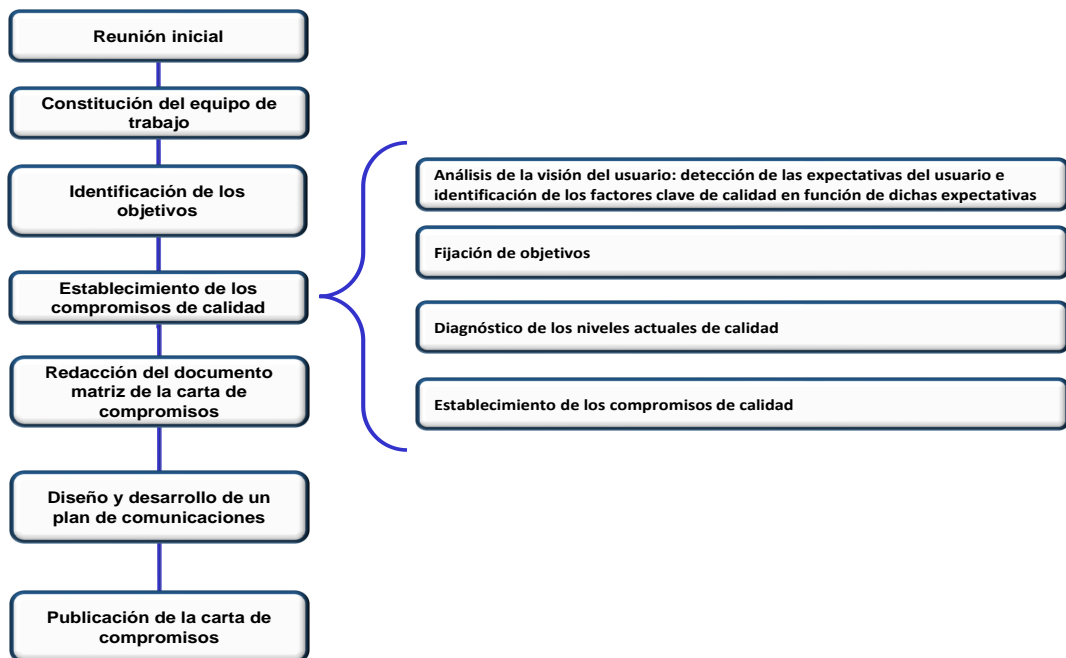 Reunión inicial
Constitución del equipo de
trabajo
Identificación de los
objetivos
Establecimiento de los
compromisos de calidad
Redacción del documento
matriz de la carta de
compromisos
Diseño y desarrollo de un
plan de comunicaciones
Publicación de la carta de
compromisos
Análisis de la visión del usuario: detección de las expectativas del usuario e
identificación de los factores clave de calidad en función de dichas expectativas
Fijación de objetivos
Diagnóstico de los niveles actuales de calidad
Establecimiento de los compromisos de calidad